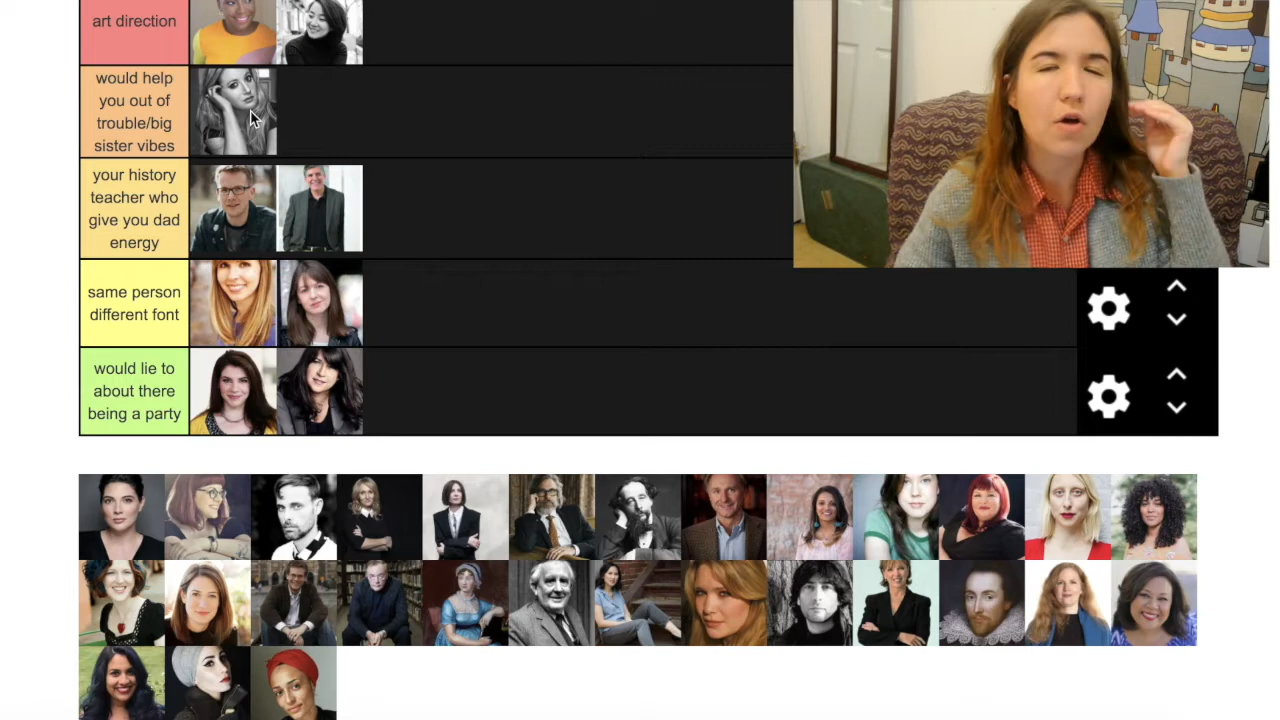 art direction
would help
you out of
trouble/big
sister vibes
your history
teacher who
give you dad
energy
same person
different font
would lie to
about there
being a party